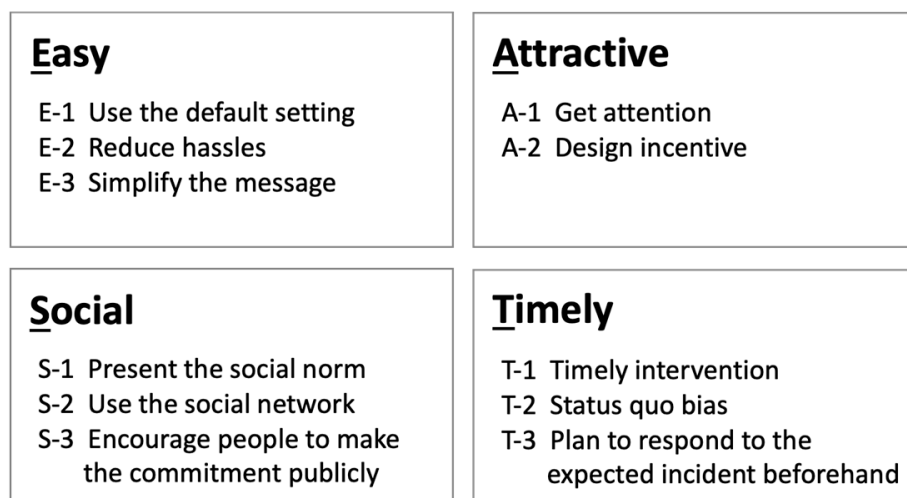 Easy
E-1 Use the default setting
E-2 Reduce hassles
E-3 Simplify the message
Attractive
A-1 Get attention
A-2 Design incentive
Social
S-1 Present the social norm
S-2 Use the social network
S-3 Encourage people to make
the commitment publicly
Timely
T-1 Timely intervention
T-2 Status quo bias
T-3 Plan to respond to the
expected incident beforehand